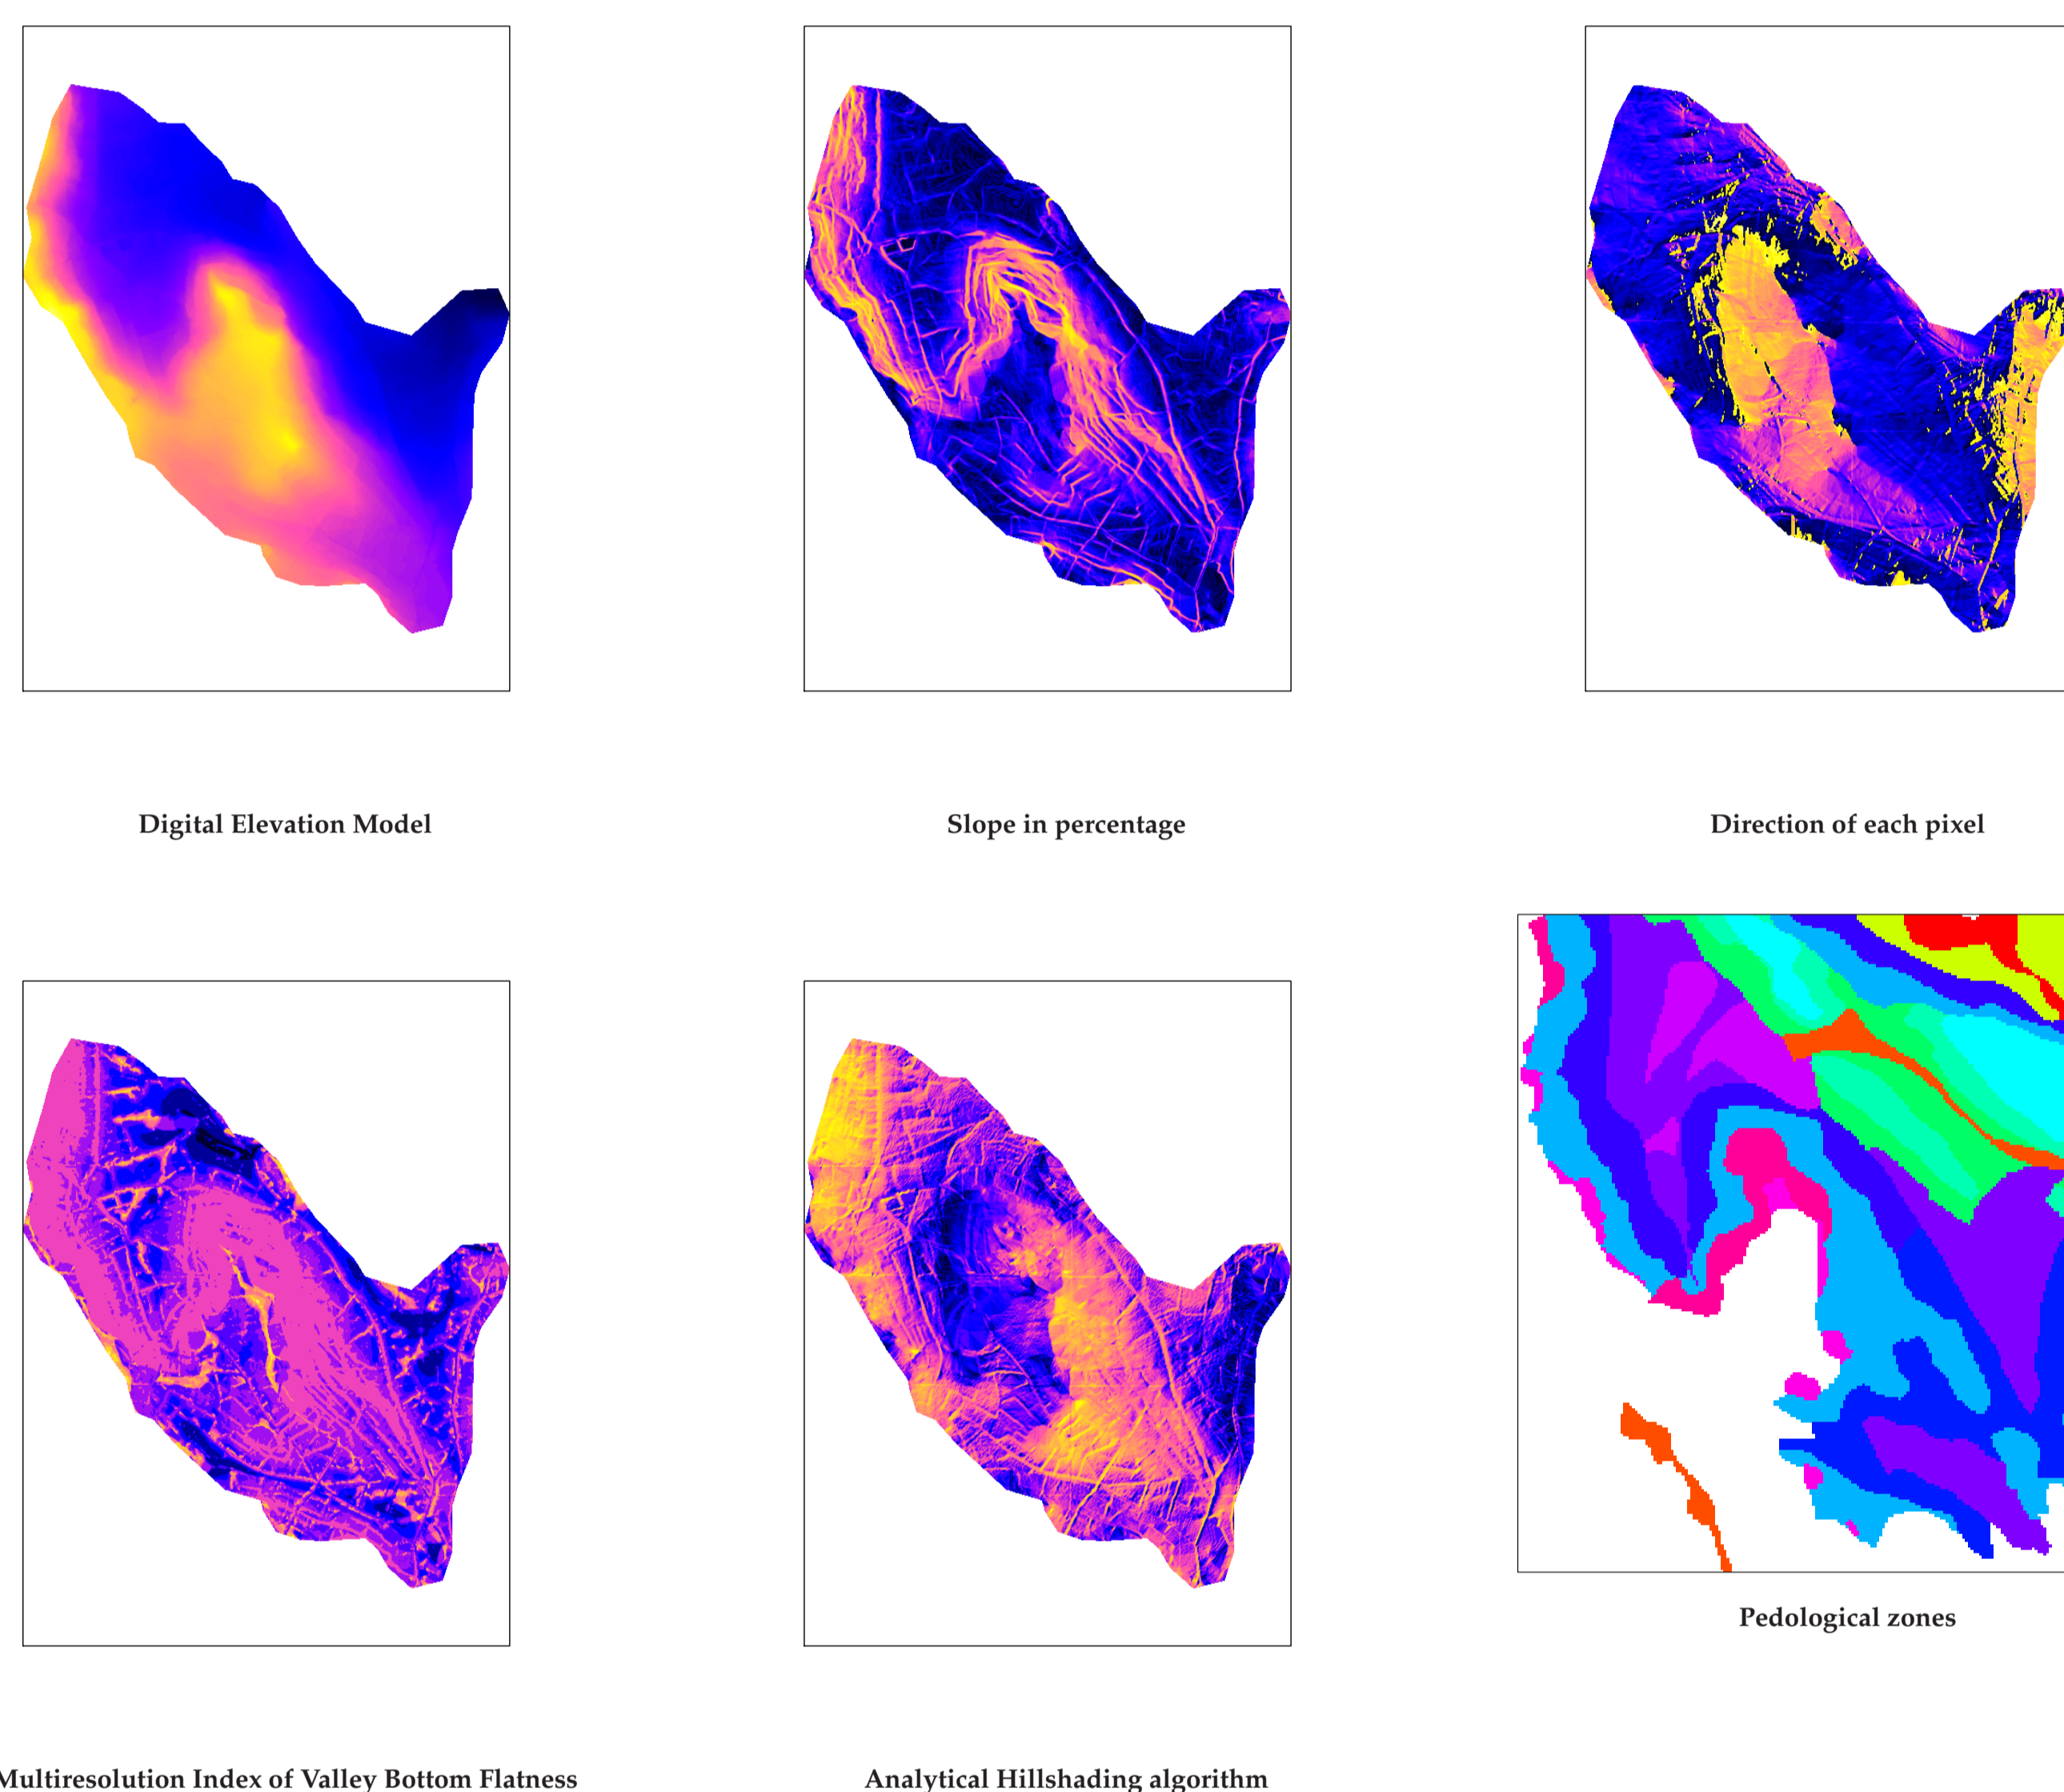 Digital Elevation Model
Slope in percentage
Direction of each pixel
Pedological zones
Multiresolution Index of Valley Bottom Flatness
Analytical Hillshading algorithm